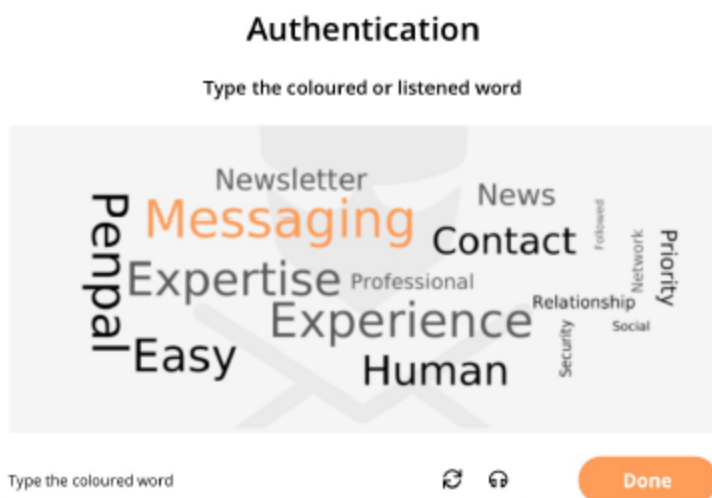 Authentication
Type the coloured or listened word
Newsletter
News
Penpal
Messaging
Followed
Contact
Network
Priority
Expertise
Professional
Relationship
Experience
Social
Security
Easy
Human
Type the coloured word
Done